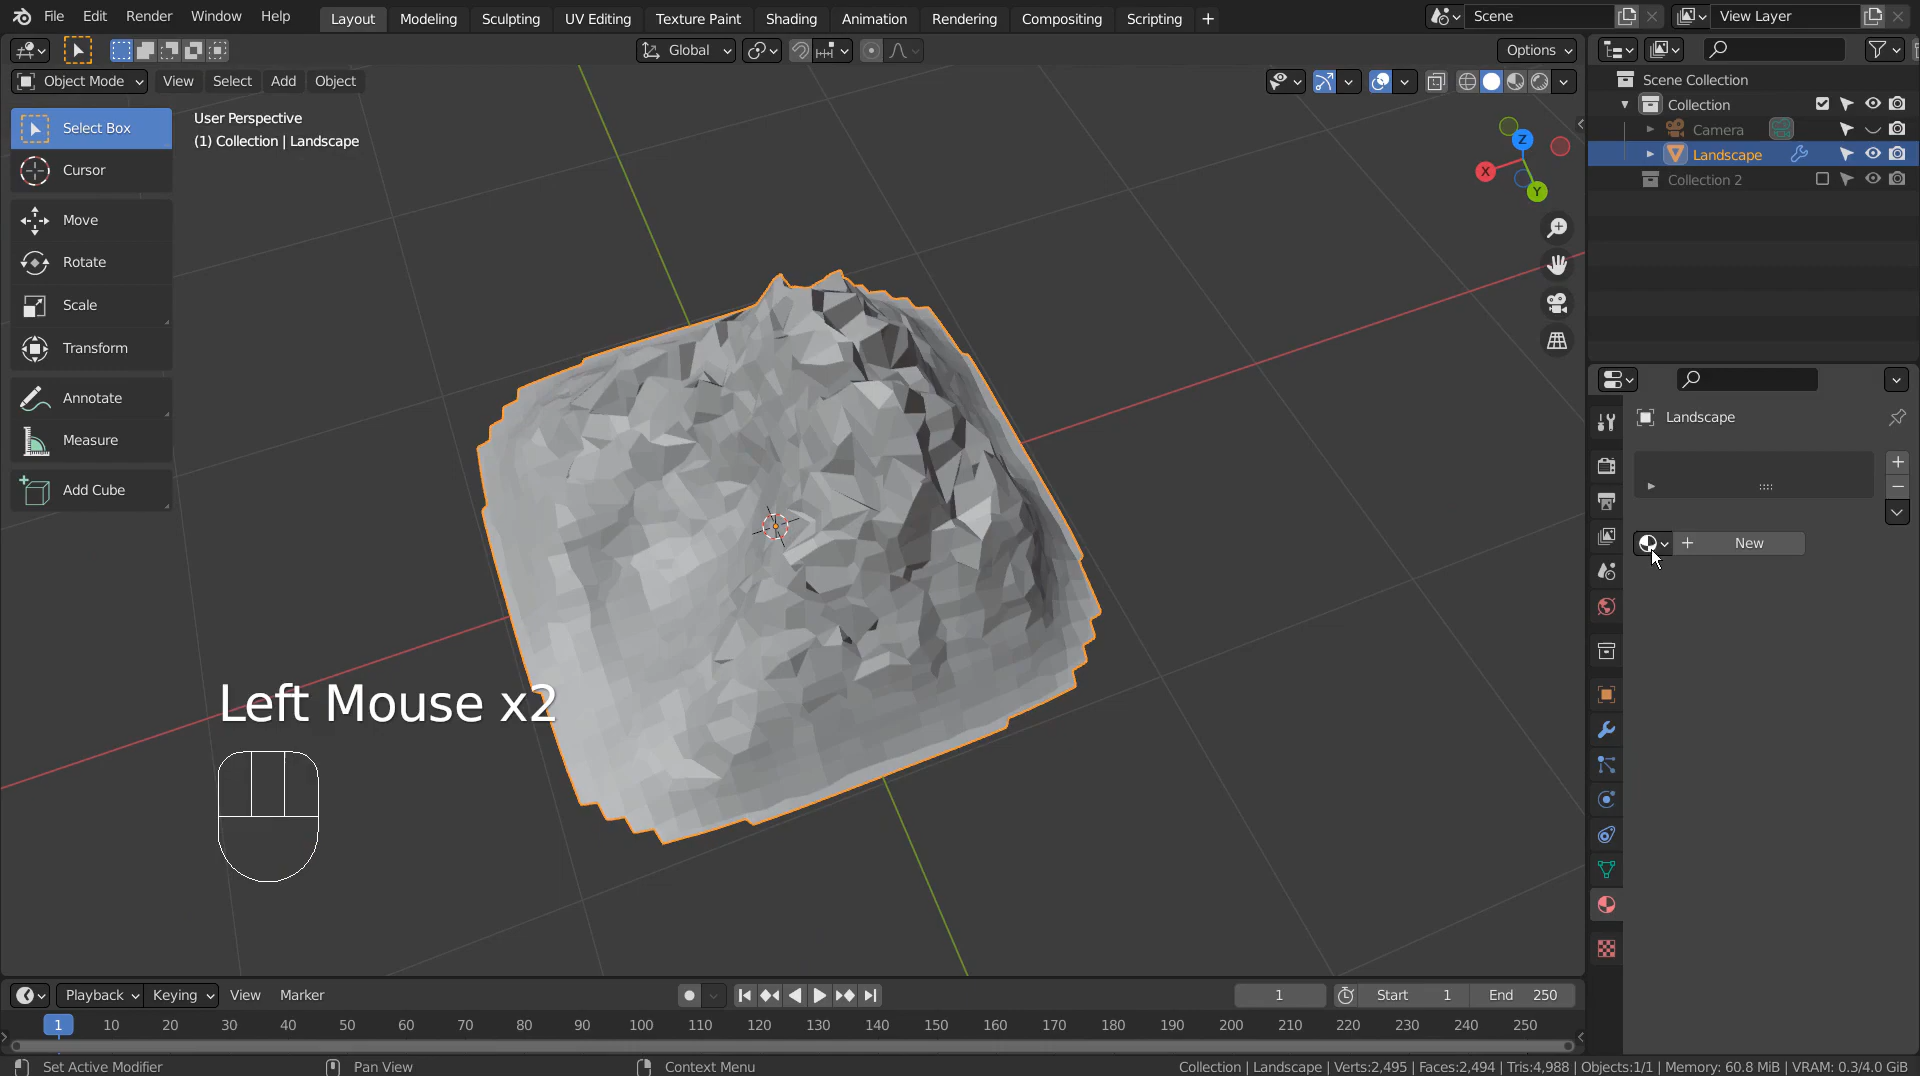 File Edit Render Window Help Layout Modeling Sculpting UV Editing Texture Paint Shading Animation Rendering Compositing Scripting Scene View Layer
Global Options
Object Mode View Select Add Object
Select Box
Cursor
Move
Rotate
Scale
Transform
Annotate
Measure
Add Cube
User Perspective
(1) Collection | Landscape
Z
X
Y
Left Mouse x2
Scene Collection
Collection
Camera
Landscape
Collection 2
Landscape
New
Playback Keying View Marker 1 Start 1 End 250
1 10 20 30 40 50 60 70 80 90 100 110 120 130 140 150 160 170 180 190 200 210 220 230 240 250
Set Active Modifier Pan View Context Menu Collection | Landscape | Verts:2,495 | Faces:2,494 | Tris:4,988 | Objects:1/1 | Memory: 60.8 MiB | VRAM: 0.3/4.0 GiB